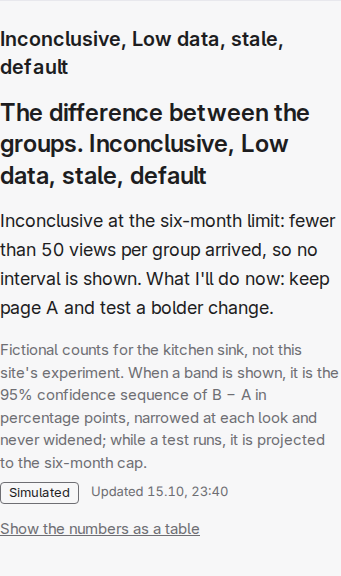 Inconclusive, Low data, stale,
default
The difference between the
groups. Inconclusive, Low
data, stale, default
Inconclusive at the six-month limit: fewer
than 50 views per group arrived, so no
interval is shown. What I'll do now: keep
page A and test a bolder change.
Fictional counts for the kitchen sink, not this
site's experiment. When a band is shown, it is the
95% confidence sequence of B − A in
percentage points, narrowed at each look and
never widened; while a test runs, it is projected
to the six-month cap.
Simulated Updated 15.10, 23:40
Show the numbers as a table